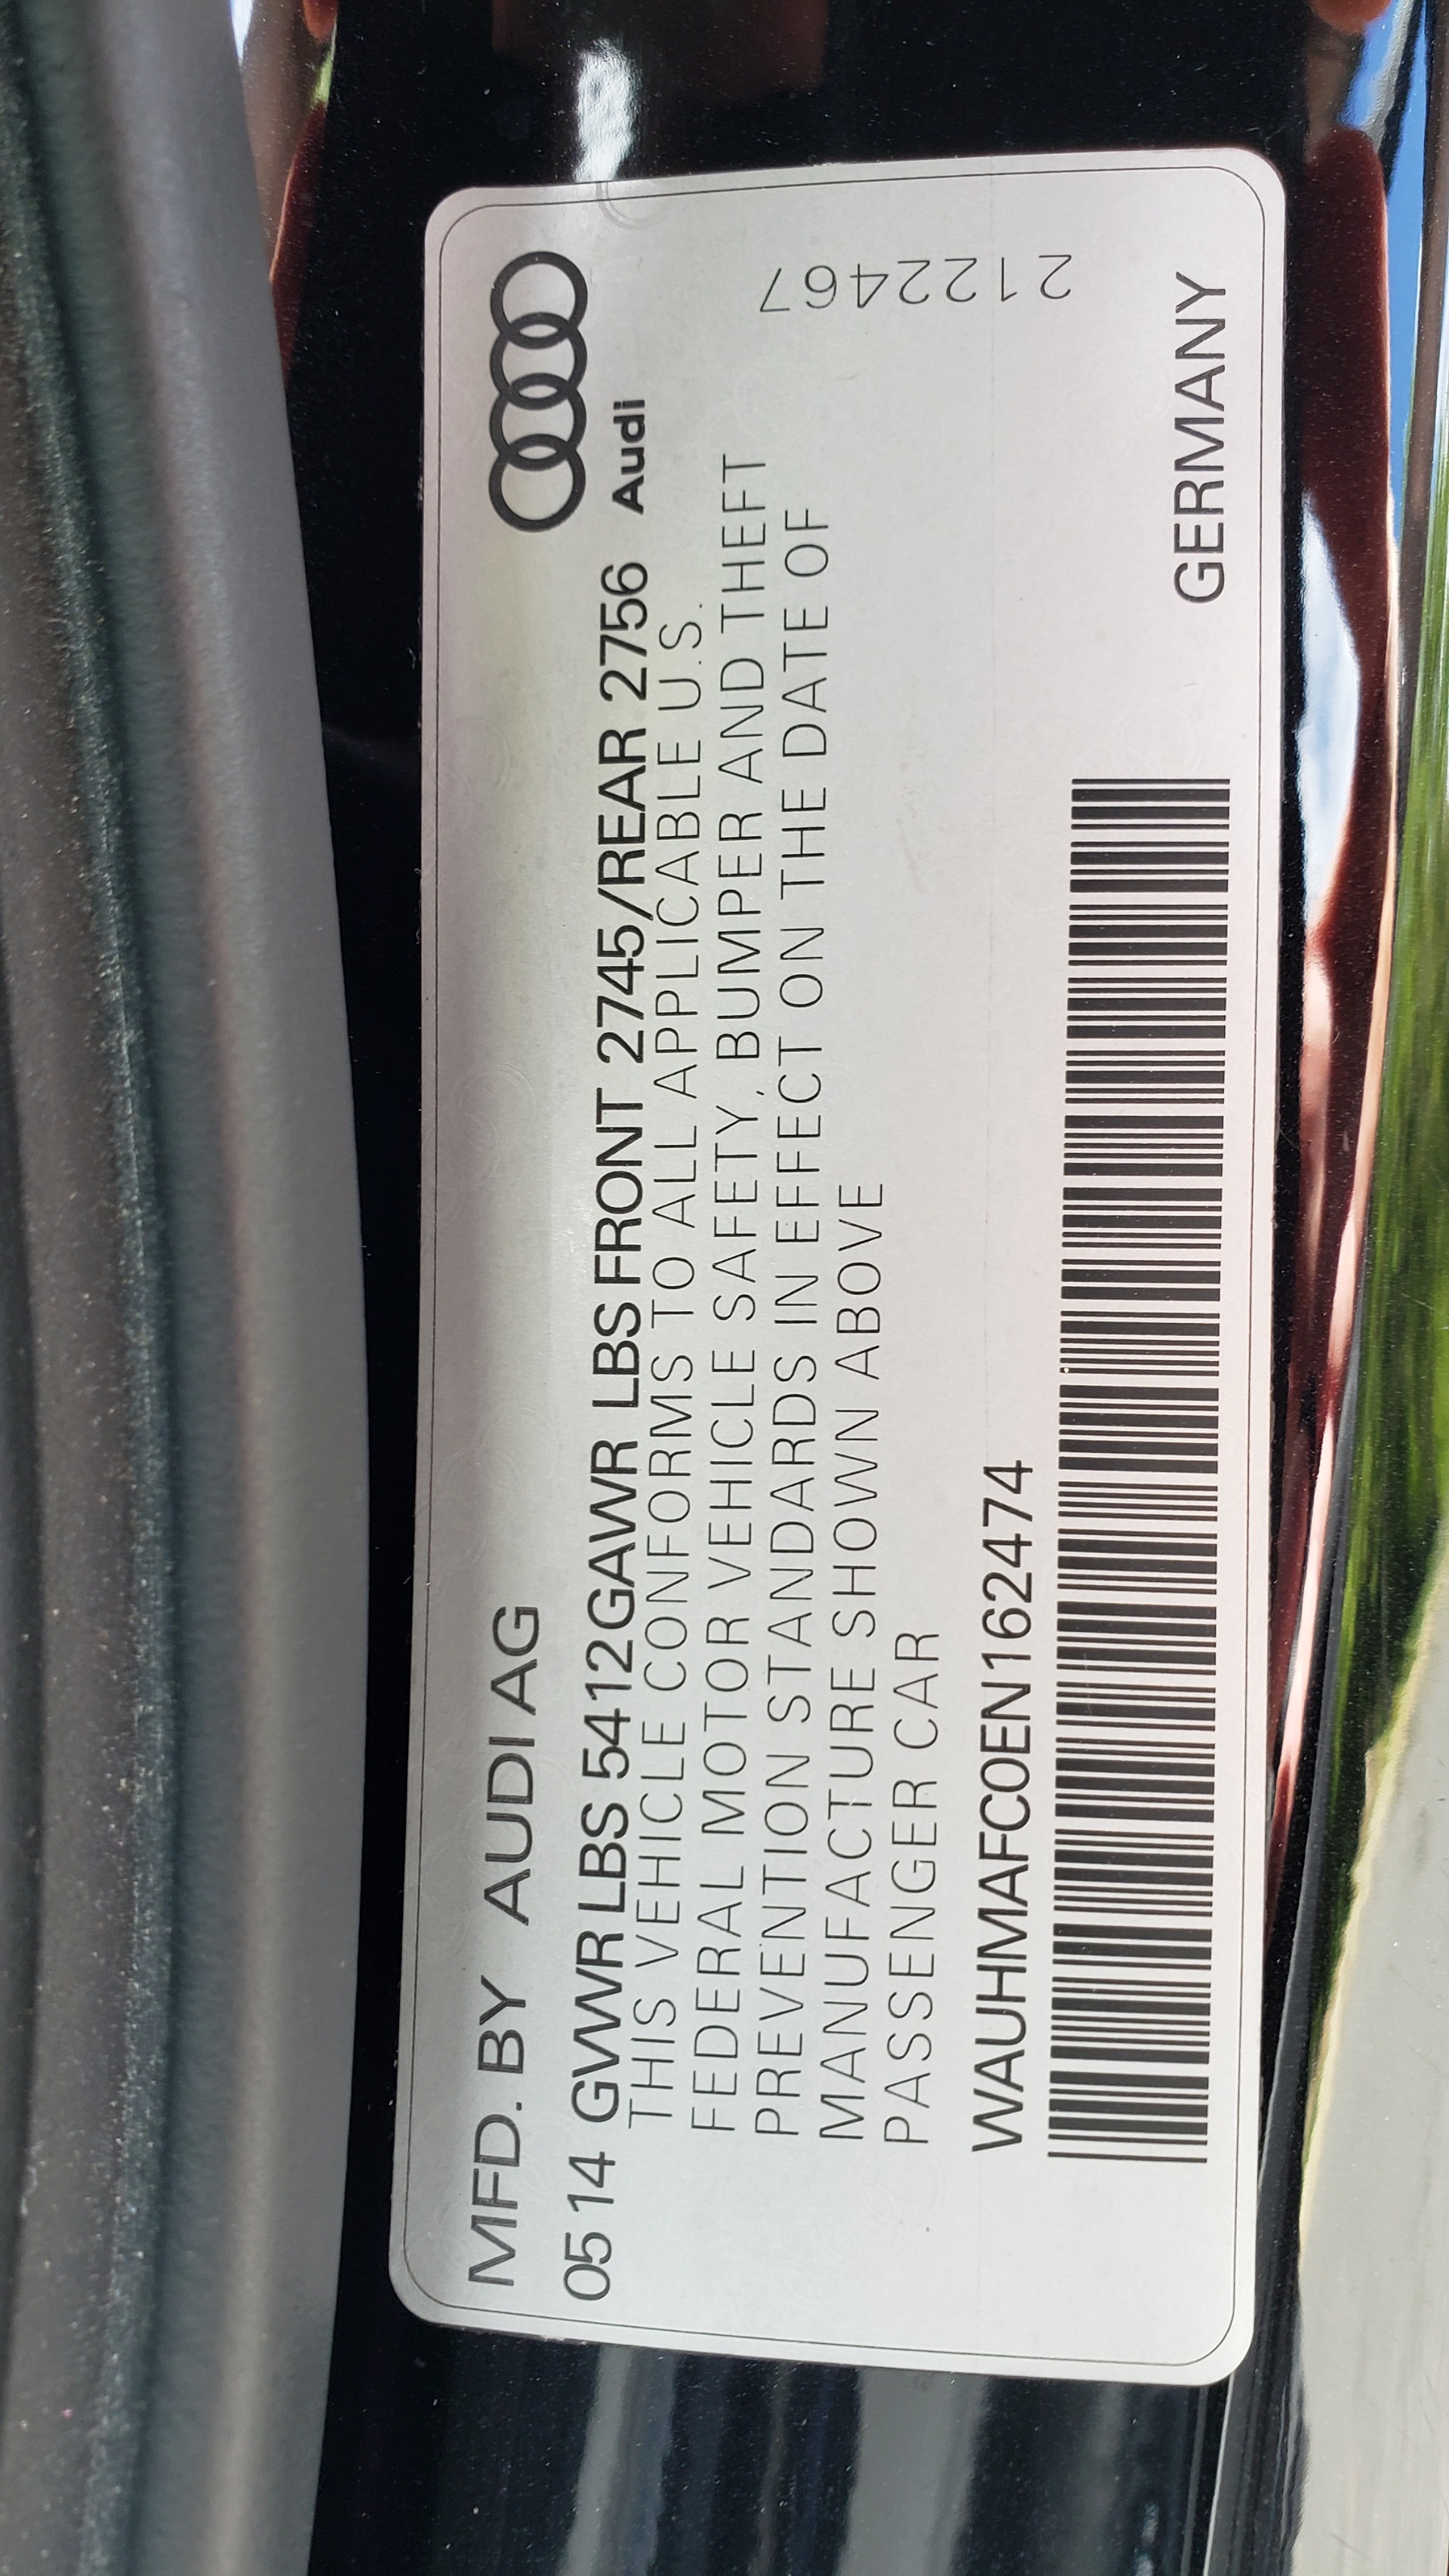 MFD. BY AUDI AG
05 14 GVWR LBS 5412 GAWR LBS FRONT 2745/REAR 2756
Audi
THIS VEHICLE CONFORMS TO ALL APPLICABLE U.S.
FEDERAL MOTOR VEHICLE SAFETY, BUMPER AND THEFT
PREVENTION STANDARDS IN EFFECT ON THE DATE OF
MANUFACTURE SHOWN ABOVE
PASSENGER CAR
WAUHMAFC0EN162474
GERMANY
2122467